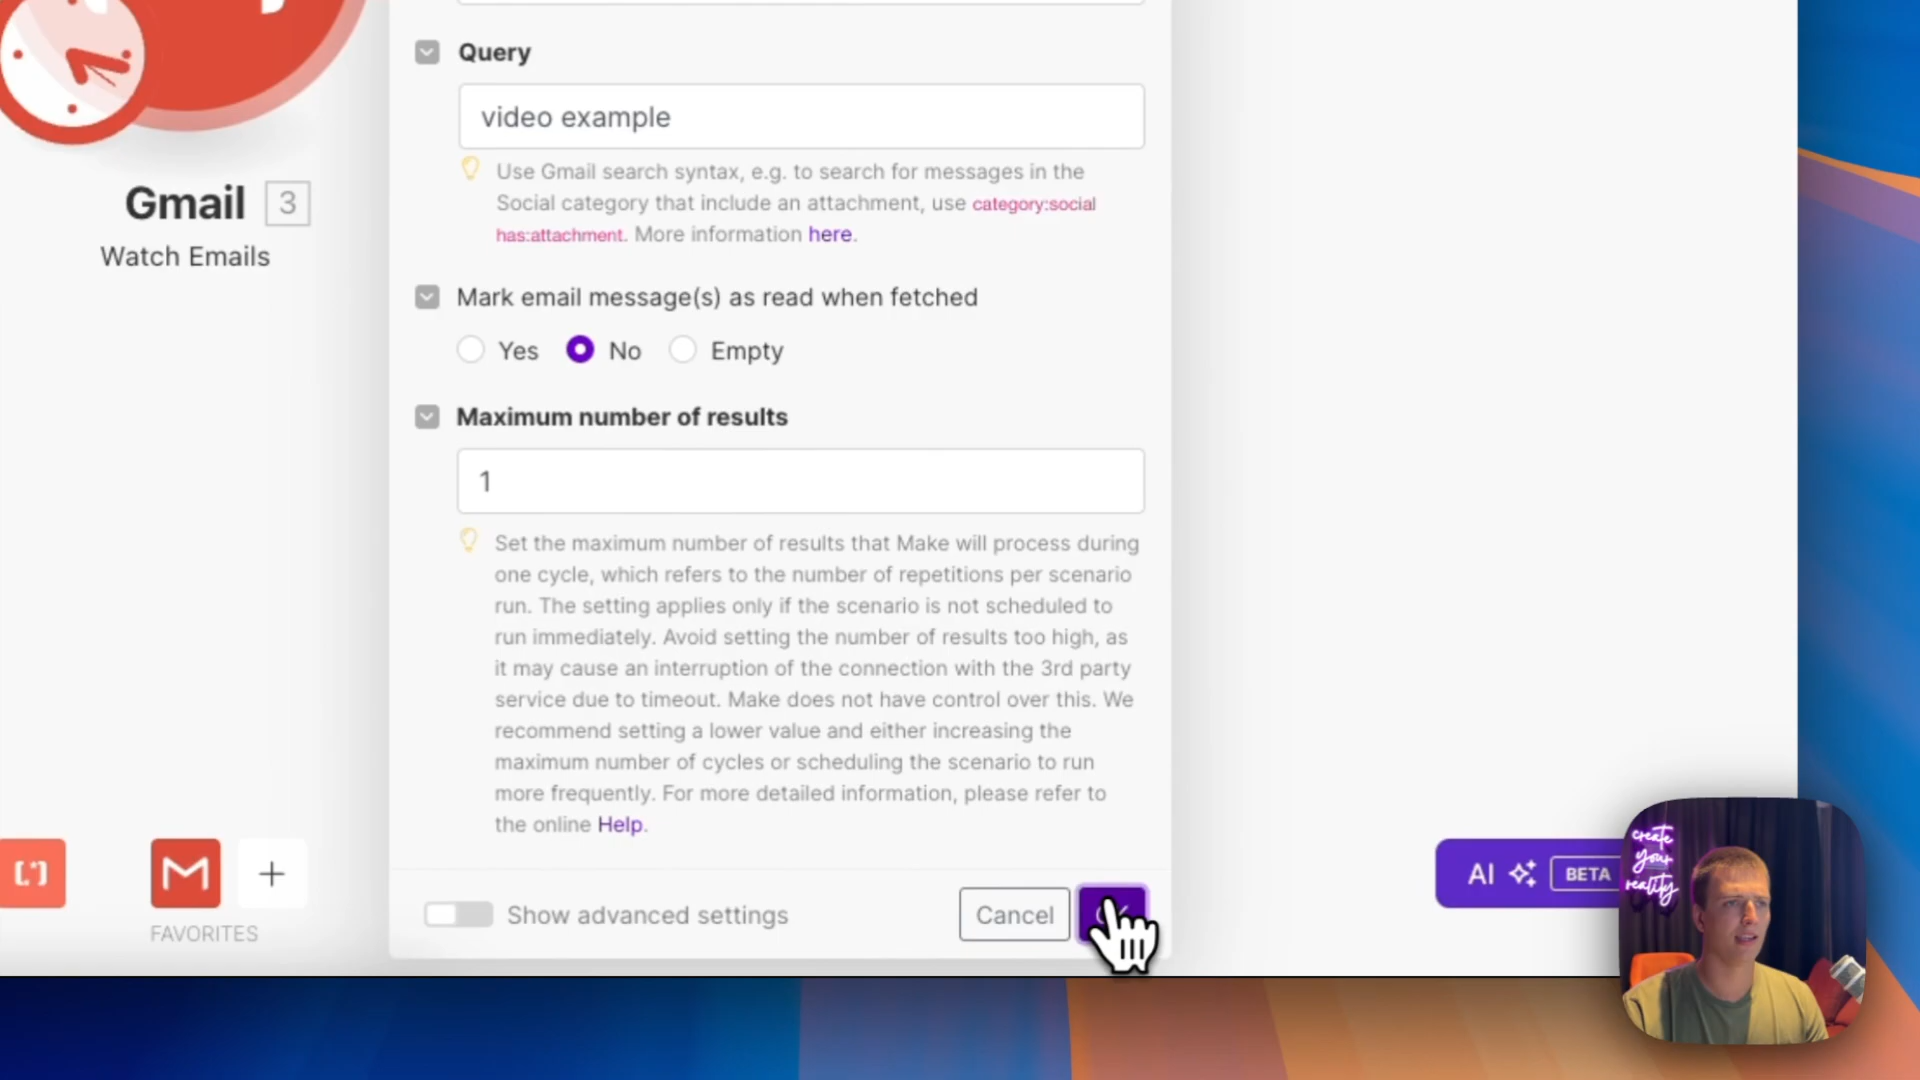 Query
video example
Use Gmail search syntax, e.g. to search for messages in the
Social category that include an attachment, use category:social
has:attachment. More information here.
Gmail 3
Watch Emails
Mark email message(s) as read when fetched
Yes No Empty
Maximum number of results
1
Set the maximum number of results that Make will process during
one cycle, which refers to the number of repetitions per scenario
run. The setting applies only if the scenario is not scheduled to
run immediately. Avoid setting the number of results too high, as
it may cause an interruption of the connection with the 3rd party
service due to timeout. Make does not have control over this. We
recommend setting a lower value and either increasing the
maximum number of cycles or scheduling the scenario to run
more frequently. For more detailed information, please refer to
the online Help.
FAVORITES
Show advanced settings
Cancel
AI BETA
create
your
reality